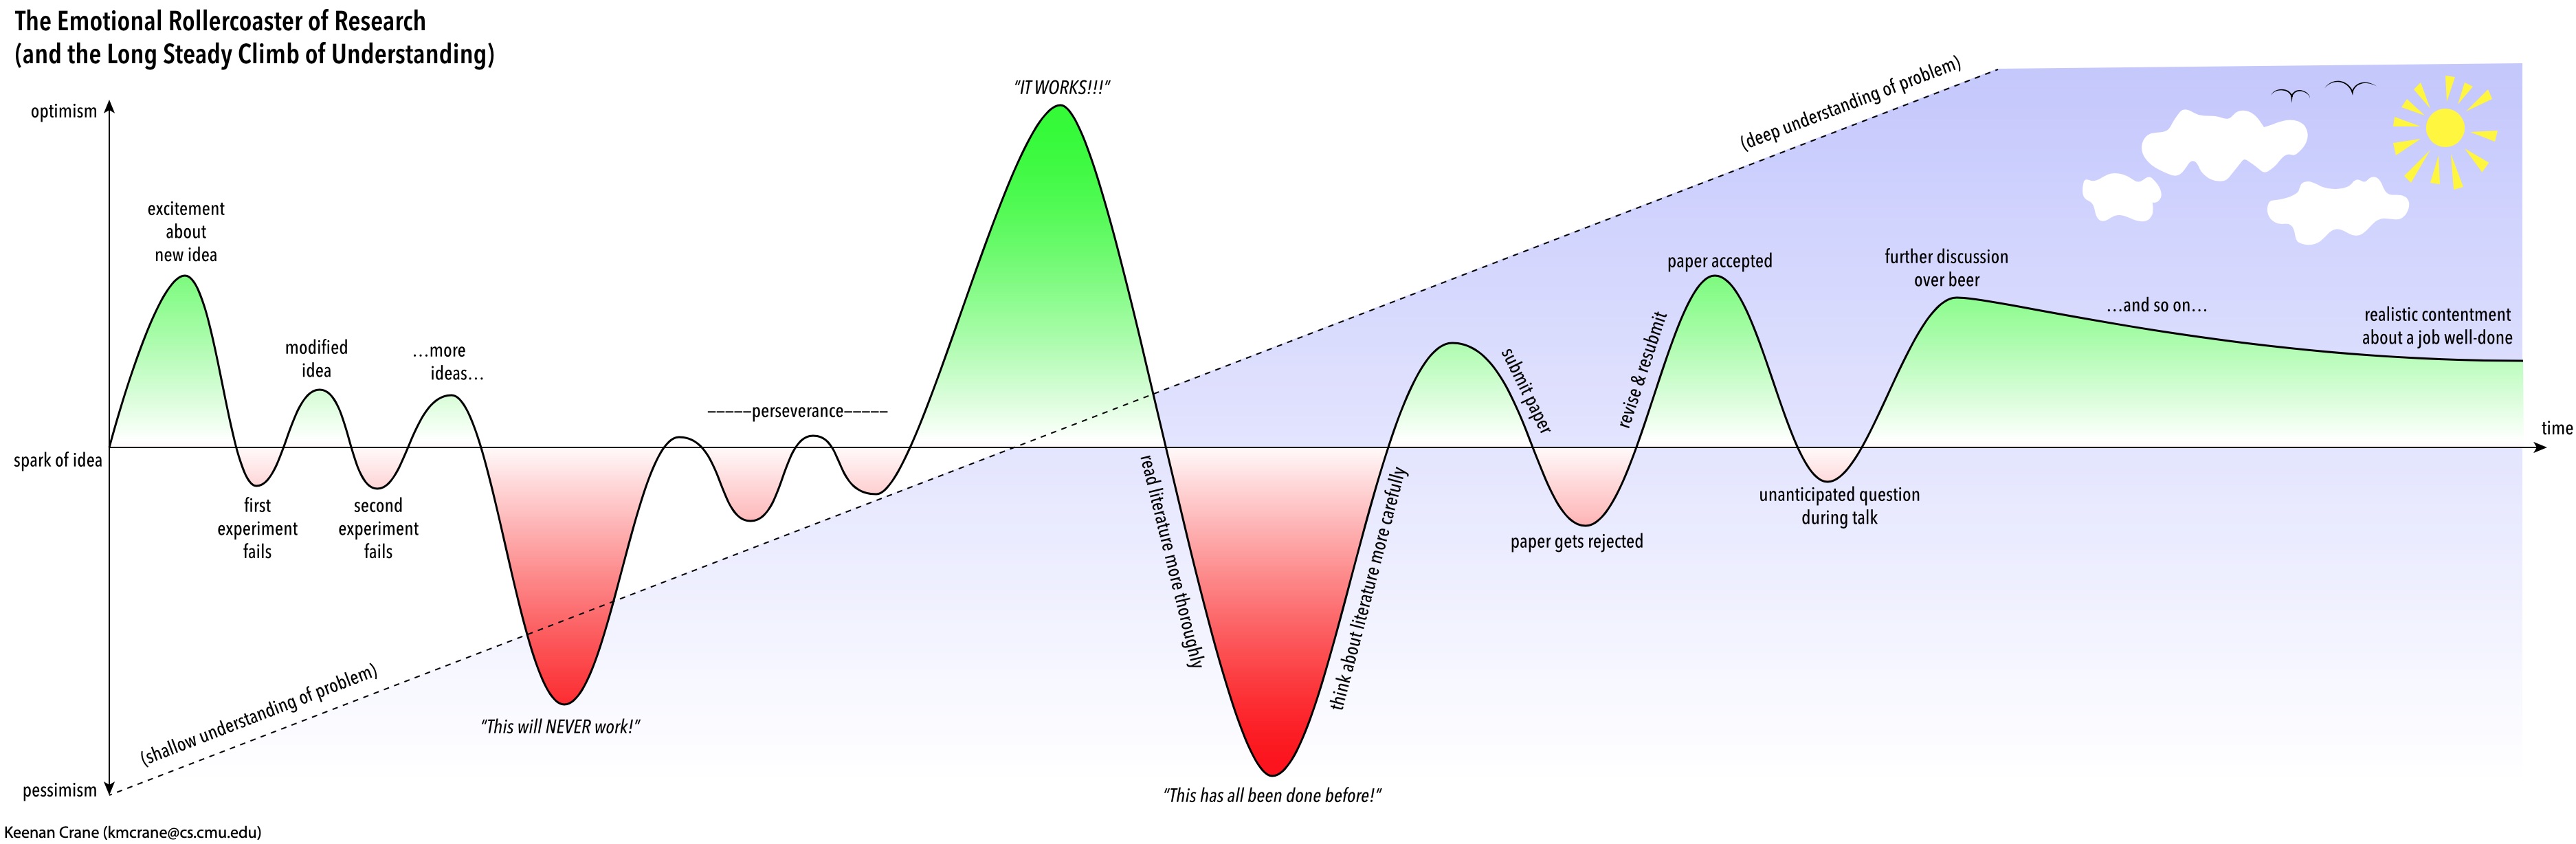 The Emotional Rollercoaster of Research
(and the Long Steady Climb of Understanding)
optimism
spark of idea
pessimism
time
excitement
about
new idea
first
experiment
fails
modified
idea
second
experiment
fails
…more
ideas…
“This will NEVER work!”
-----perseverance-----
“IT WORKS!!!“
read literature more thoroughly
“This has all been done before!”
think about literature more carefully
submit paper
paper gets rejected
revise & resubmit
paper accepted
unanticipated question
during talk
further discussion
over beer
…and so on…
realistic contentment
about a job well-done
(shallow understanding of problem)
(deep understanding of problem)
Keenan Crane (kmcrane@cs.cmu.edu)